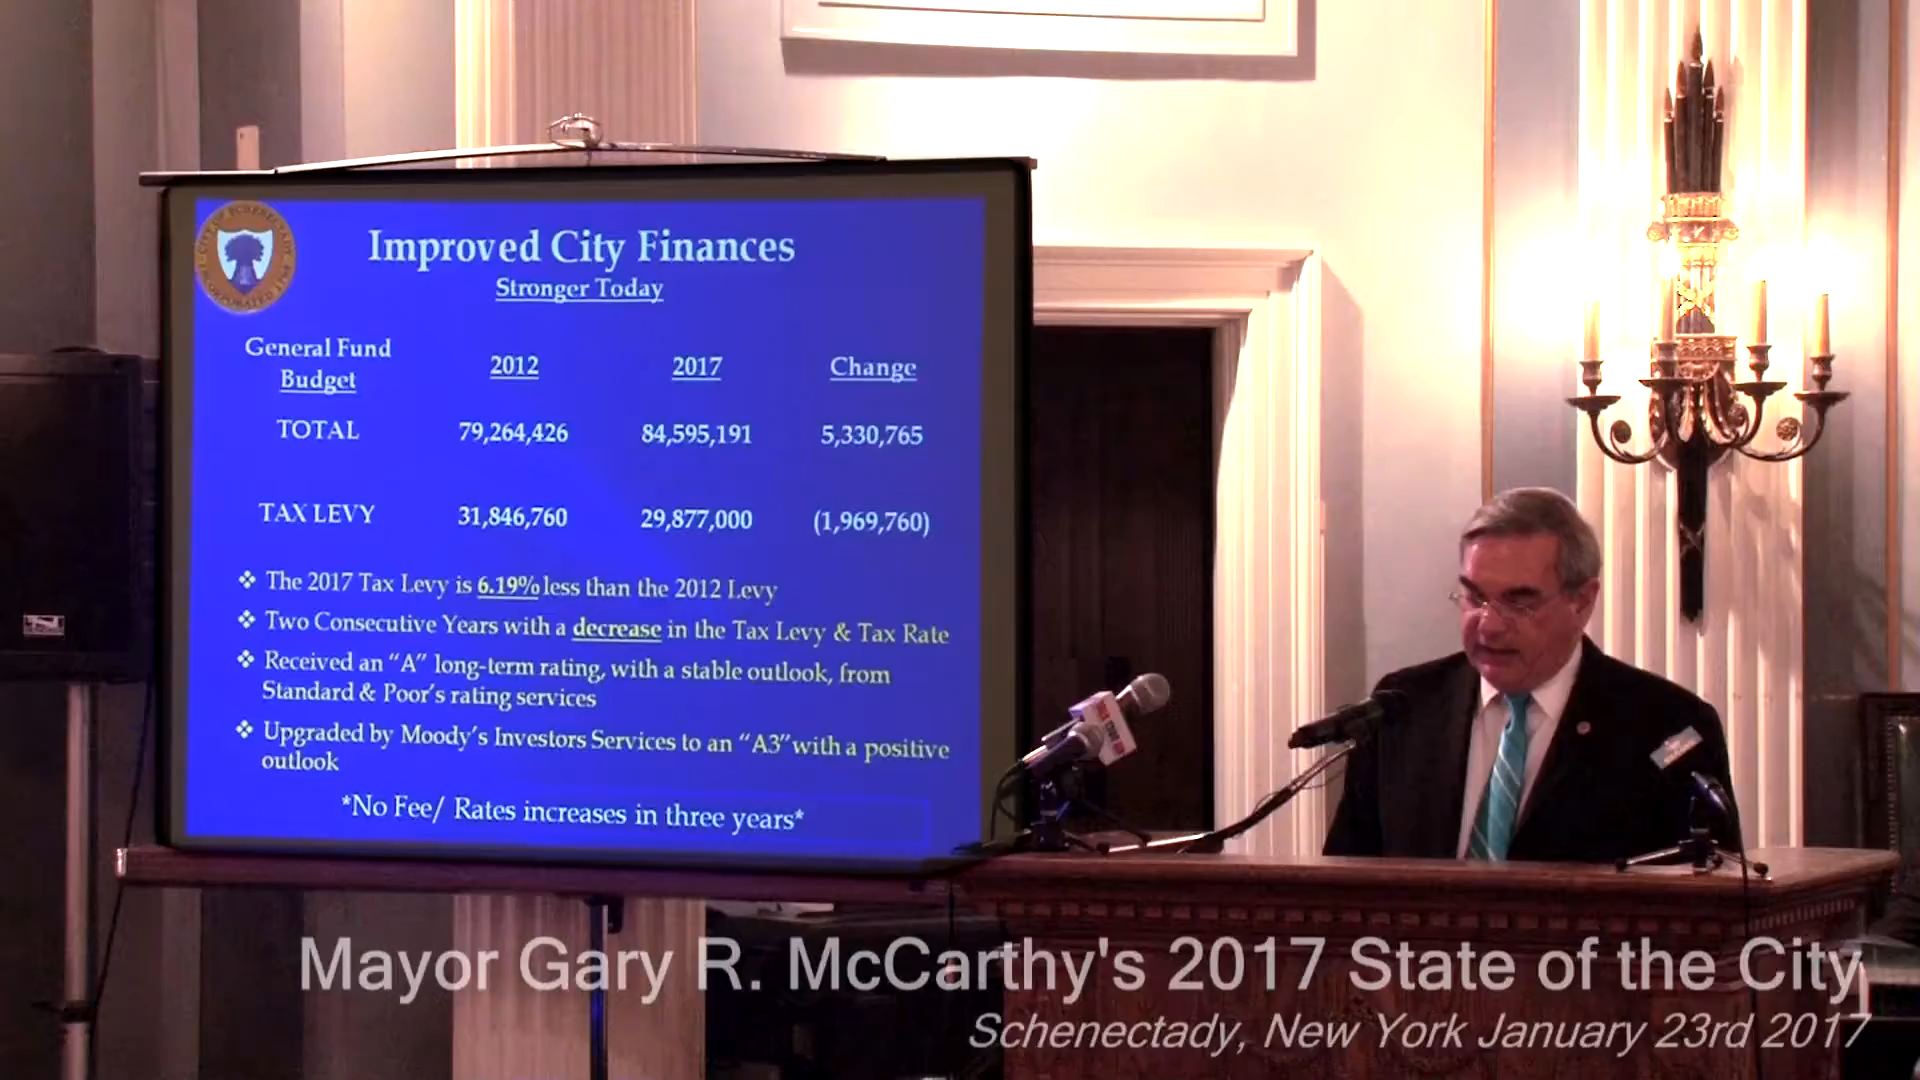 Improved City Finances
Stronger Today
General Fund
Budget
2012
2017
Change
TOTAL
79,264,426
84,595,191
5,330,765
TAX LEVY
31,846,760
29,877,000
(1,969,760)
❖ The 2017 Tax Levy is 6.19% less than the 2012 Levy
❖ Two Consecutive Years with a decrease in the Tax Levy & Tax Rate
❖ Received an “A” long-term rating, with a stable outlook, from
Standard & Poor’s rating services
❖ Upgraded by Moody’s Investors Services to an “A3” with a positive
outlook
*No Fee/ Rates increases in three years*
Mayor Gary R. McCarthy's 2017 State of the City
Schenectady, New York January 23rd 2017